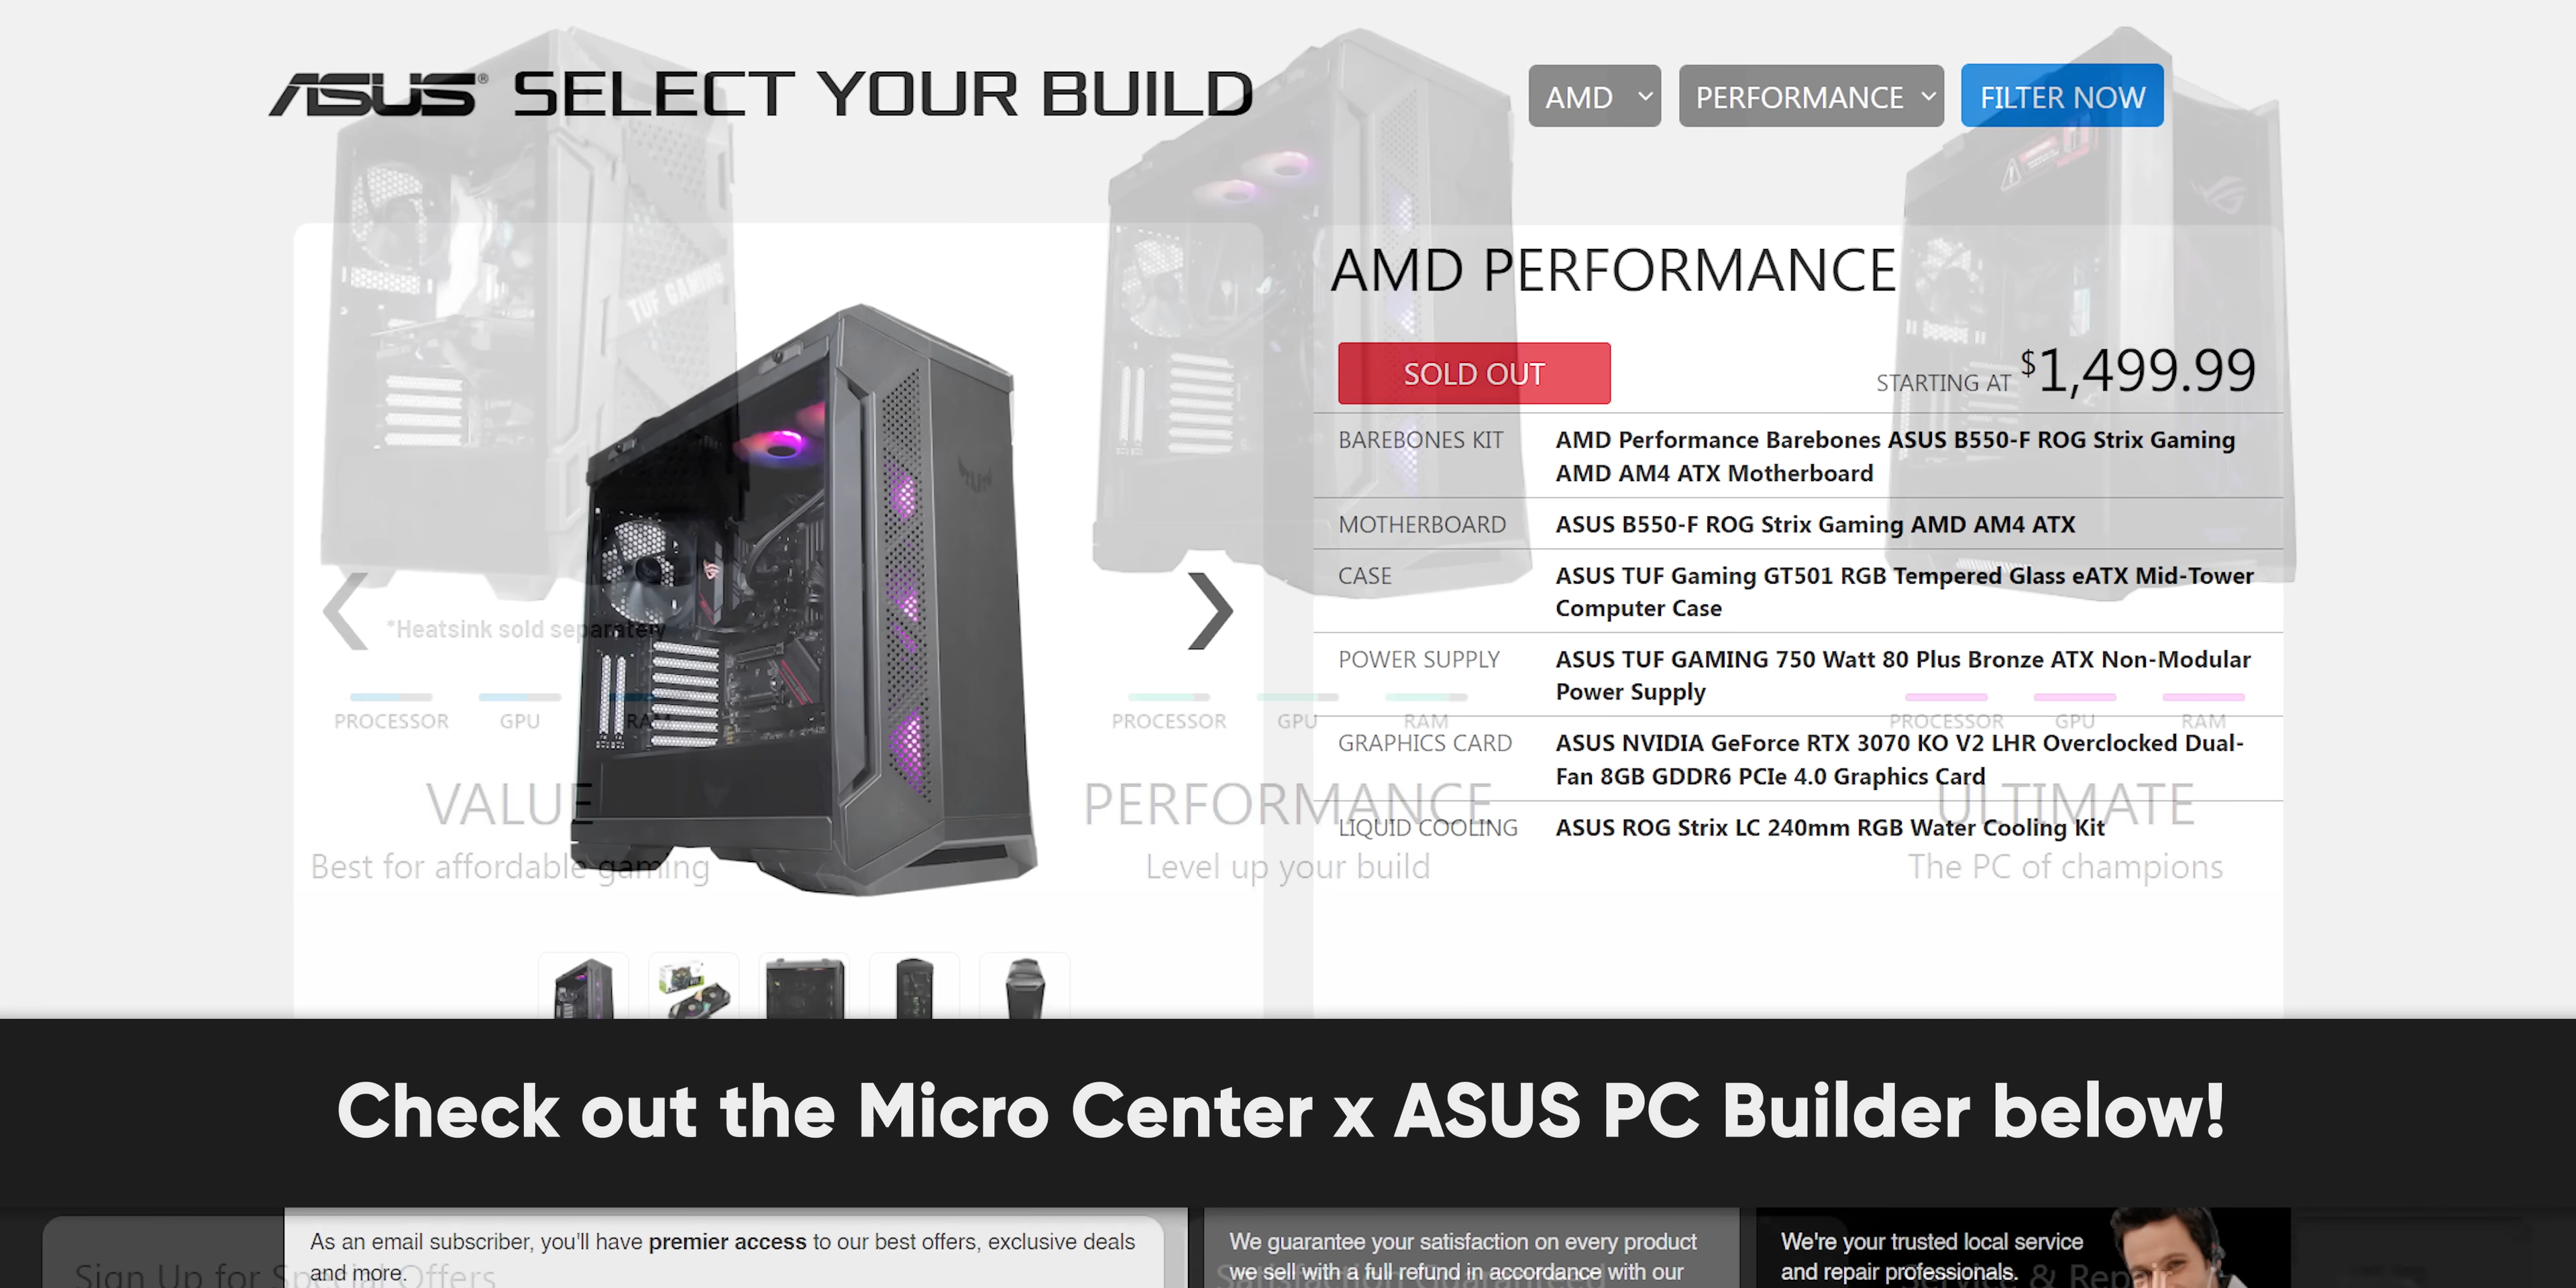 ASUS® SELECT YOUR BUILD
AMD
PERFORMANCE
FILTER NOW
TUF GAMING
AMD PERFORMANCE
SOLD OUT
STARTING AT $1,499.99
BAREBONES KIT
AMD Performance Barebones ASUS B550-F ROG Strix Gaming
AMD AM4 ATX Motherboard
MOTHERBOARD
ASUS B550-F ROG Strix Gaming AMD AM4 ATX
CASE
ASUS TUF Gaming GT501 RGB Tempered Glass eATX Mid-Tower
Computer Case
POWER SUPPLY
ASUS TUF GAMING 750 Watt 80 Plus Bronze ATX Non-Modular
Power Supply
GRAPHICS CARD
ASUS NVIDIA GeForce RTX 3070 KO V2 LHR Overclocked Dual-
Fan 8GB GDDR6 PCIe 4.0 Graphics Card
LIQUID COOLING
ASUS ROG Strix LC 240mm RGB Water Cooling Kit
*Heatsink sold separately
PROCESSOR
GPU
RAM
PROCESSOR
GPU
RAM
PROCESSOR
GPU
RAM
VALUE
Best for affordable gaming
PERFORMANCE
Level up your build
ULTIMATE
The PC of champions
Check out the Micro Center x ASUS PC Builder below!
As an email subscriber, you'll have premier access to our best offers, exclusive deals
and more.
Sign Up for Special Offers
We guarantee your satisfaction on every product
we sell with a full refund in accordance with our
We're your trusted local service
and repair professionals.
& Repair